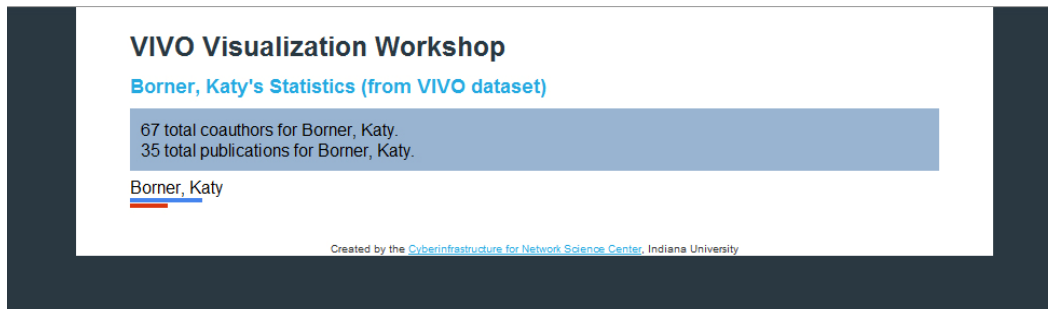 VIVO Visualization Workshop
Borner, Katy's Statistics (from VIVO dataset)
67 total coauthors for Borner, Katy.
35 total publications for Borner, Katy.
Borner, Katy
Created by the Cyberinfrastructure for Network Science Center, Indiana University